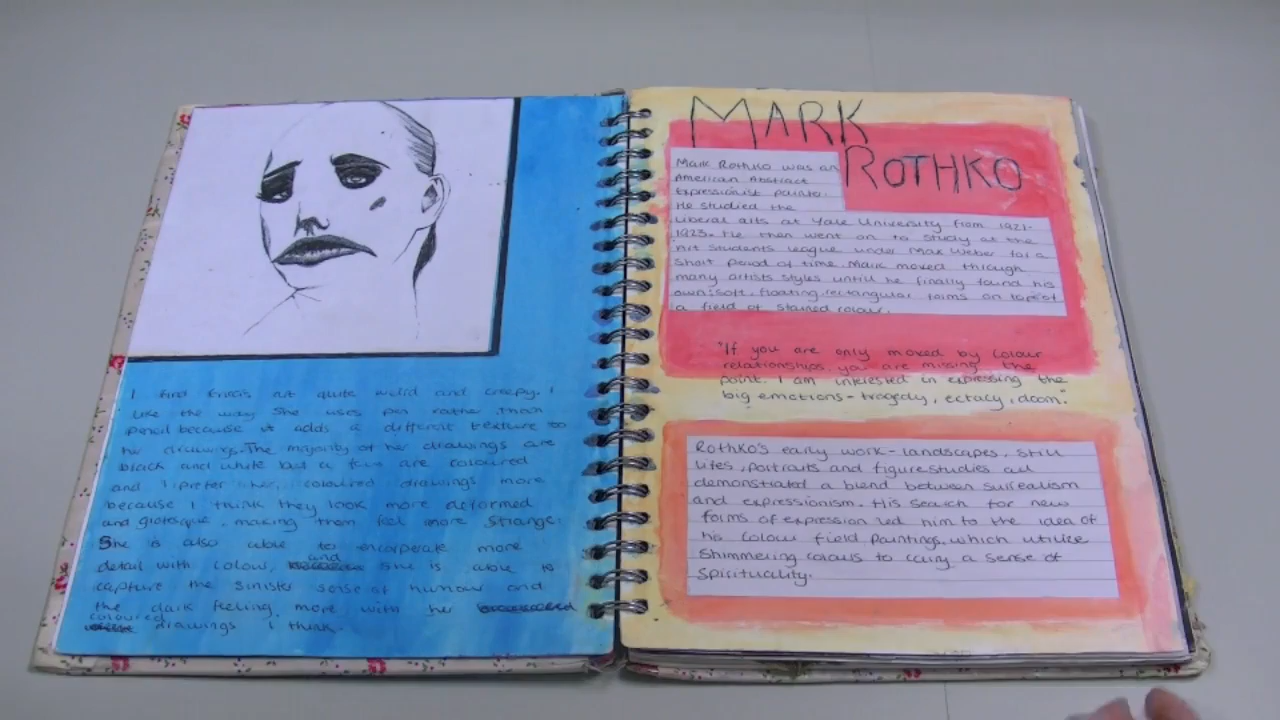 I find Erin's art quite weird and creepy. I
like the way she uses pen rather than
pencil because it adds a different texture to
her drawings. The majority of her drawings are
black and white but a few are coloured
and I prefer her coloured drawings more
because I think they look more deformed
and grotesque, making them feel more strange.
She is also able to incorperate more
detail with colour, and she is able to
capture the sinister sense of humour and
the dark feeling more with her
coloured drawings I think.
MARK
ROTHKO
Mark Rothko was an
American Abstract
Expressionist painter.
He studied the
Liberal arts at Yale University from 1921-
1923. He then went on to study at the
Art students league under Max Weber for a
short period of time. Mark moved through
many artists styles until he finally found his
own: soft, floating, rectangular forms on tops of
a field of stained colour.
"If you are only moved by colour
relationships, you are missing the
point. I am interested in expressing the
big emotions - tragedy, ectacy, doom."
Rothko's early work - landscapes, still
lifes, portraits and figure studies all
demonstrated a blend between surrealism
and expressionism. His search for new
forms of expression led him to the idea of
his colour field paintings, which utilize
shimmering colours to carry a sense of
spirituality.